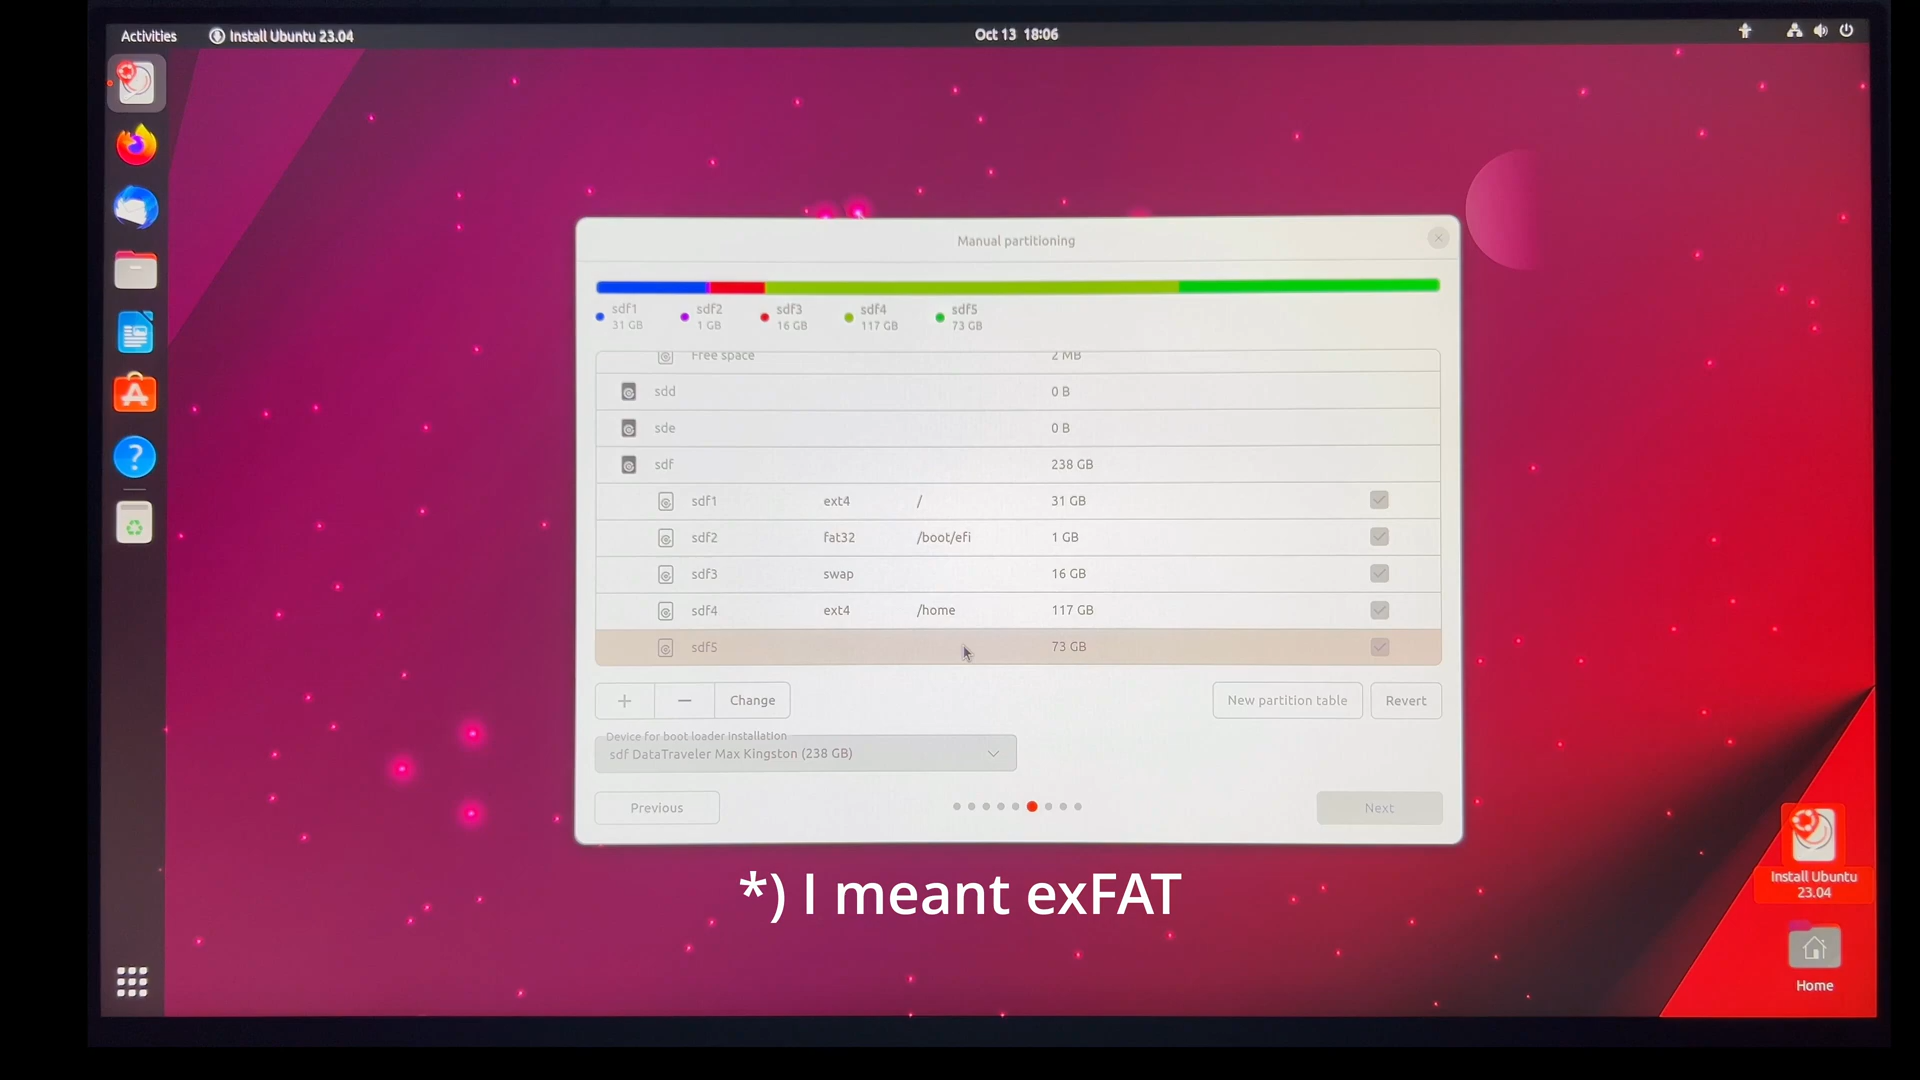 Activities Install Ubuntu 23.04 Oct 13 18:06
Manual partitioning
sdf1 sdf2 sdf3 sdf4 sdf5
31 GB 1 GB 16 GB 117 GB 73 GB
Free space 2 MB
sdd 0 B
sde 0 B
sdf 238 GB
sdf1 ext4 / 31 GB
sdf2 fat32 /boot/efi 1 GB
sdf3 swap 16 GB
sdf4 ext4 /home 117 GB
sdf5 73 GB
+ − Change New partition table Revert
Device for boot loader installation
sdf DataTraveler Max Kingston (238 GB)
Previous Next
*) I meant exFAT
Install Ubuntu
23.04
Home